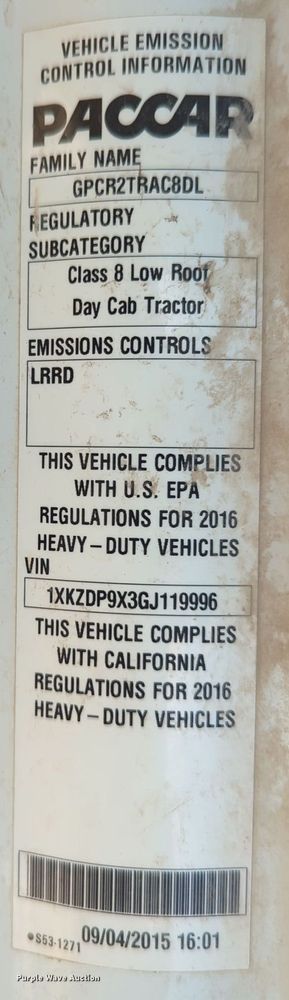 VEHICLE EMISSION
CONTROL INFORMATION
PACCAR
FAMILY NAME
GPCR2TRAC8DL
REGULATORY
SUBCATEGORY
Class 8 Low Roof
Day Cab Tractor
EMISSIONS CONTROLS
LRRD
THIS VEHICLE COMPLIES
WITH U.S. EPA
REGULATIONS FOR 2016
HEAVY-DUTY VEHICLES
VIN
1XKZDP9X3GJ119996
THIS VEHICLE COMPLIES
WITH CALIFORNIA
REGULATIONS FOR 2016
HEAVY-DUTY VEHICLES
S53-1271 09/04/2015 16:01
Purple Wave Auction